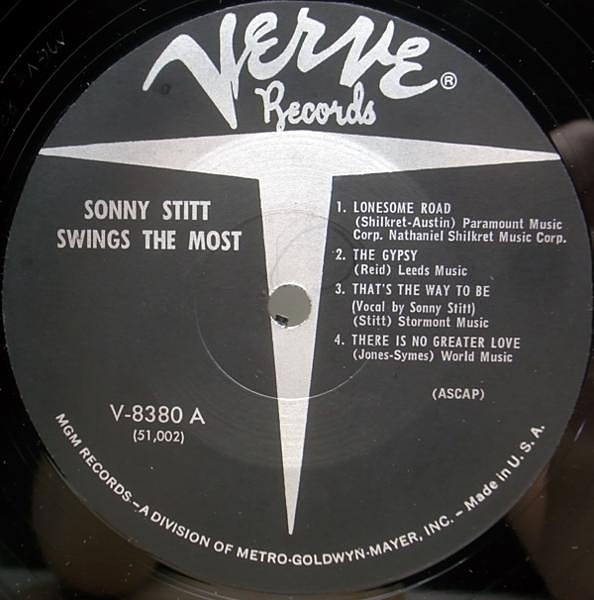 Verve ®
Records
SONNY STITT
SWINGS THE MOST
1. LONESOME ROAD
(Shilkret-Austin) Paramount Music
Corp. Nathaniel Shilkret Music Corp.
2. THE GYPSY
(Reid) Leeds Music
3. THAT'S THE WAY TO BE
(Vocal by Sonny Stitt)
(Stitt) Stormont Music
4. THERE IS NO GREATER LOVE
(Jones-Symes) World Music
(ASCAP)
V-8380 A
(51,002)
MGM RECORDS—A DIVISION OF METRO-GOLDWYN-MAYER, INC. – Made in U. S. A.